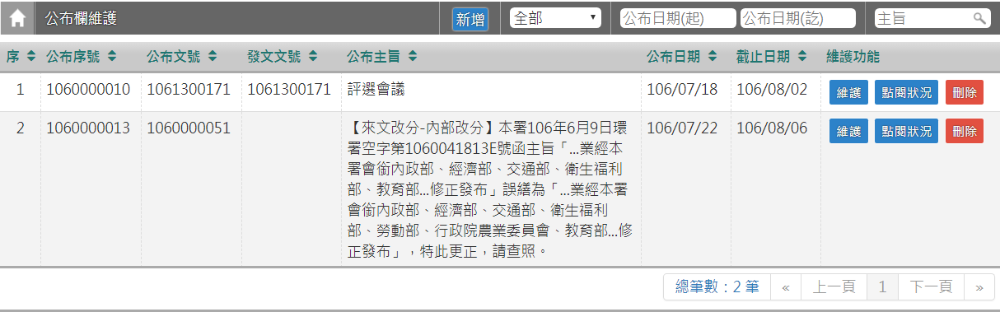 公布欄維護 新增 全部 公布日期(起) 公布日期(訖) 主旨
序 公布序號 公布文號 發文文號 公布主旨 公布日期 截止日期 維護功能
1 1060000010 1061300171 1061300171 評選會議 106/07/18 106/08/02 維護 點閱狀況 刪除
2 1060000013 1060000051 【來文改分-內部改分】本署106年6月9日環 106/07/22 106/08/06 維護 點閱狀況 刪除
署空字第1060041813E號函主旨「...業經本
署會銜內政部、經濟部、交通部、衛生福利
部、教育部...修正發布」誤繕為「...業經本署
會銜內政部、經濟部、交通部、衛生福利
部、勞動部、行政院農業委員會、教育部...修
正發布」，特此更正，請查照。
總筆數：2 筆 « 上一頁 1 下一頁 »